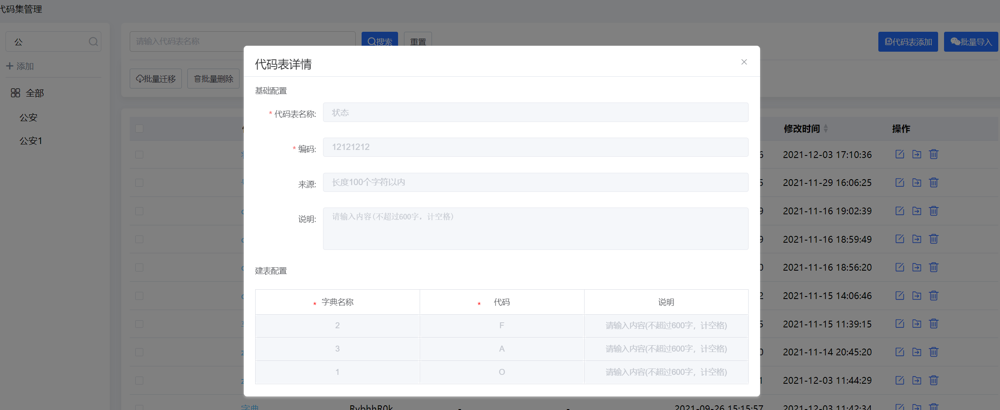 代码集管理
公
请输入代码表名称
搜索
重置
代码表添加
批量导入
添加
批量迁移
批量删除
全部
公安
公安1
代码表详情
基础配置
* 代码表名称: 状态
* 编码: 12121212
来源: 长度100个字符以内
说明: 请输入内容(不超过600字，计空格)
建表配置
* 字典名称 * 代码 说明
2 F 请输入内容(不超过600字，计空格)
3 A 请输入内容(不超过600字，计空格)
1 O 请输入内容(不超过600字，计空格)
修改时间 操作
6 2021-12-03 17:10:36
5 2021-11-29 16:06:25
9 2021-11-16 19:02:39
9 2021-11-16 18:59:49
0 2021-11-16 18:56:20
2 2021-11-15 14:06:46
5 2021-11-15 11:39:15
0 2021-11-14 20:45:20
1 2021-12-03 11:44:29
字典 RybhhR0k - - 2021-09-26 15:15:57 2021-12-03 11:42:34